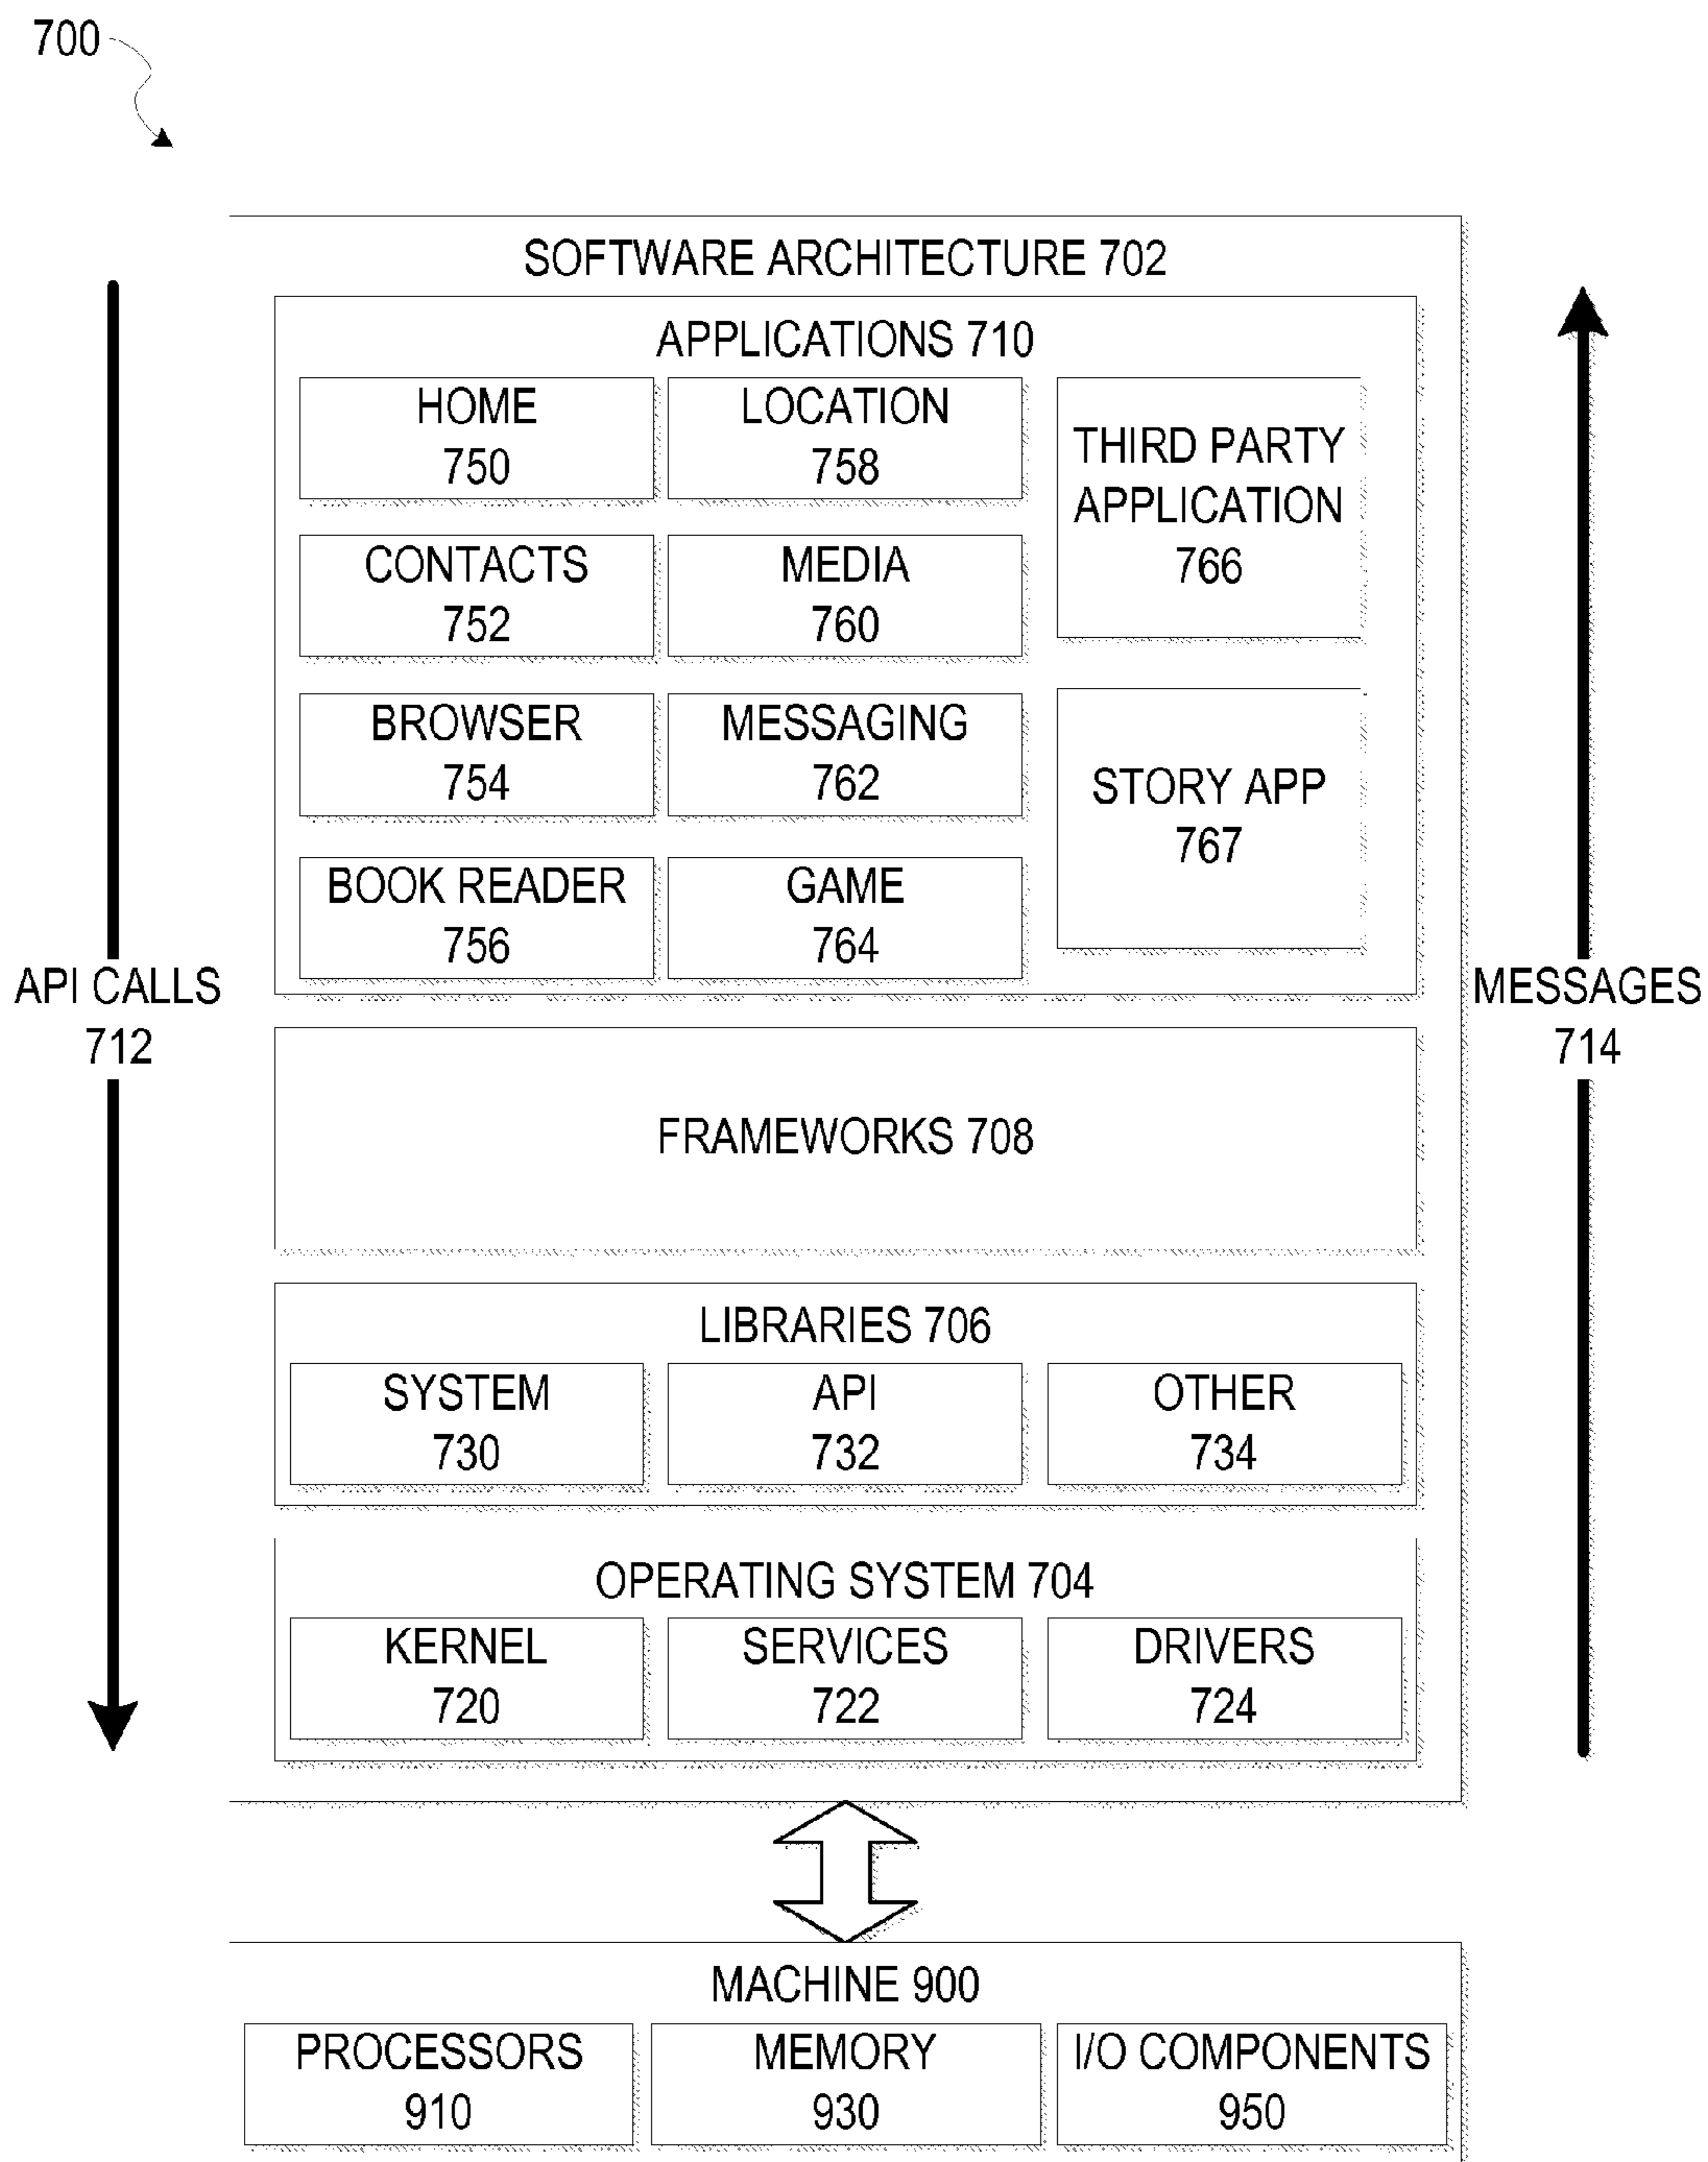 700
SOFTWARE ARCHITECTURE 702
APPLICATIONS 710
HOME
750
LOCATION
758
THIRD PARTY
APPLICATION
766
CONTACTS
752
MEDIA
760
BROWSER
754
MESSAGING
762
STORY APP
767
BOOK READER
756
GAME
764
API CALLS
712
MESSAGES
714
FRAMEWORKS 708
LIBRARIES 706
SYSTEM
730
API
732
OTHER
734
OPERATING SYSTEM 704
KERNEL
720
SERVICES
722
DRIVERS
724
MACHINE 900
PROCESSORS
910
MEMORY
930
I/O COMPONENTS
950